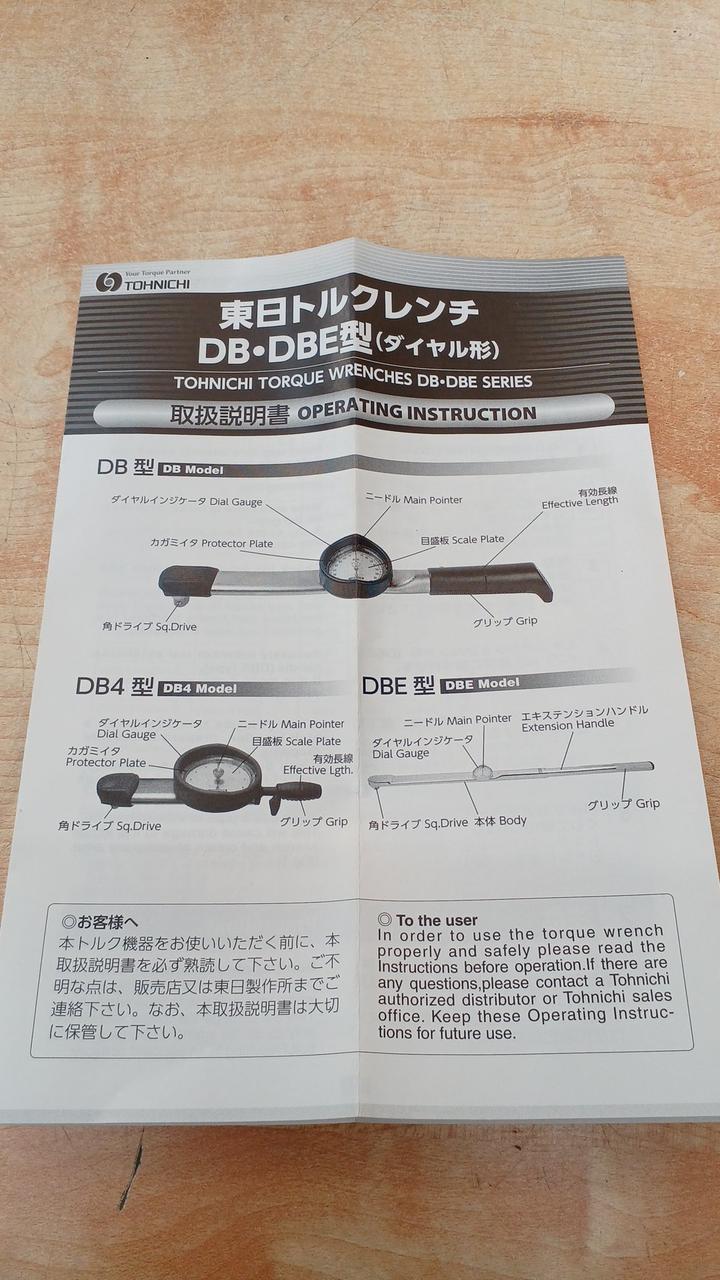 Your Torque Partner
TOHNICHI
東日トルクレンチ
DB・DBE型(ダイヤル形)
TOHNICHI TORQUE WRENCHES DB・DBE SERIES
取扱説明書 OPERATING INSTRUCTION
DB 型 DB Model
ダイヤルインジケータ Dial Gauge
ニードル Main Pointer
有効長線
Effective Length
カガミイタ Protector Plate
目盛板 Scale Plate
角ドライブ Sq.Drive
グリップ Grip
DB4 型 DB4 Model
ダイヤルインジケータ
Dial Gauge
ニードル Main Pointer
目盛板 Scale Plate
カガミイタ
Protector Plate
有効長線
Effective Lgth.
角ドライブ Sq.Drive
グリップ Grip
DBE 型 DBE Model
ニードル Main Pointer
エキステンションハンドル
Extension Handle
ダイヤルインジケータ
Dial Gauge
角ドライブ Sq.Drive
本体 Body
グリップ Grip
◎お客様へ
本トルク機器をお使いいただく前に、本
取扱説明書を必ず熟読して下さい。ご不
明な点は、販売店又は東日製作所までご
連絡下さい。なお、本取扱説明書は大切
に保管して下さい。
◎ To the user
In order to use the torque wrench
properly and safely please read the
Instructions before operation.If there are
any questions,please contact a Tohnichi
authorized distributor or Tohnichi sales
office. Keep these Operating Instruc-
tions for future use.